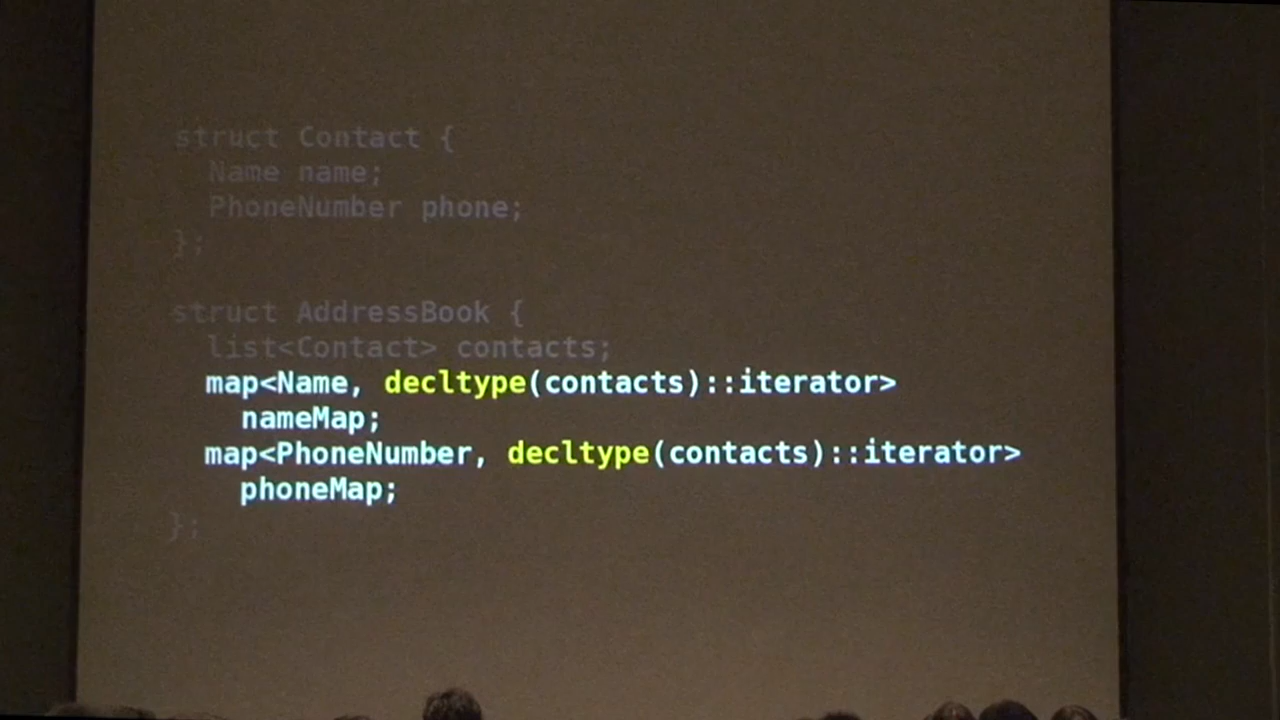 struct Contact {
Name name;
PhoneNumber phone;
};
struct AddressBook {
list<Contact> contacts;
map<Name, decltype(contacts)::iterator>
nameMap;
map<PhoneNumber, decltype(contacts)::iterator>
phoneMap;
};